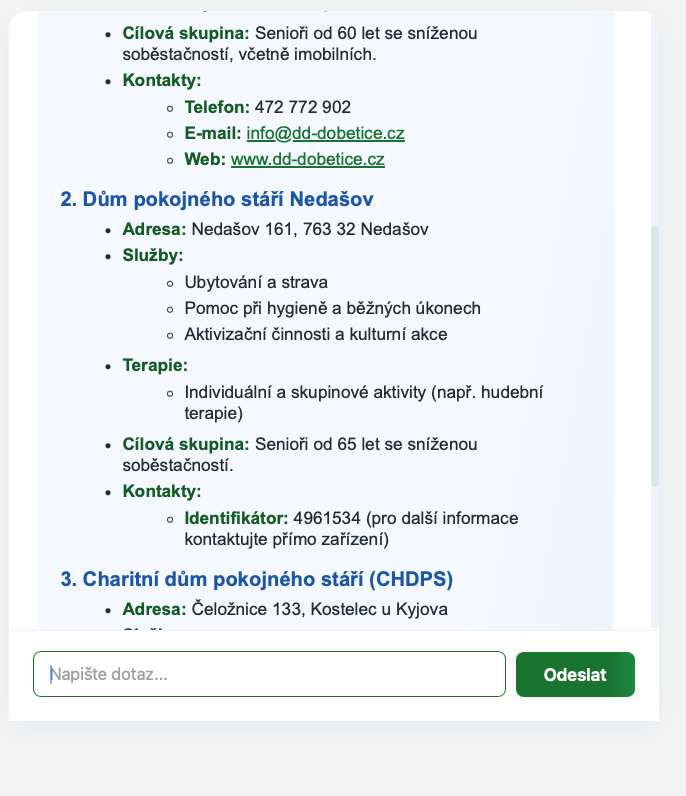 Cílová skupina: Senioři od 60 let se sníženou
soběstačností, včetně imobilních.
Kontakty:
Telefon: 472 772 902
E-mail: info@dd-dobetice.cz
Web: www.dd-dobetice.cz
2. Dům pokojného stáří Nedašov
Adresa: Nedašov 161, 763 32 Nedašov
Služby:
Ubytování a strava
Pomoc při hygieně a běžných úkonech
Aktivizační činnosti a kulturní akce
Terapie:
Individuální a skupinové aktivity (např. hudební
terapie)
Cílová skupina: Senioři od 65 let se sníženou
soběstačností.
Kontakty:
Identifikátor: 4961534 (pro další informace
kontaktujte přímo zařízení)
3. Charitní dům pokojného stáří (CHDPS)
Adresa: Čeložnice 133, Kostelec u Kyjova
Napište dotaz...
Odeslat